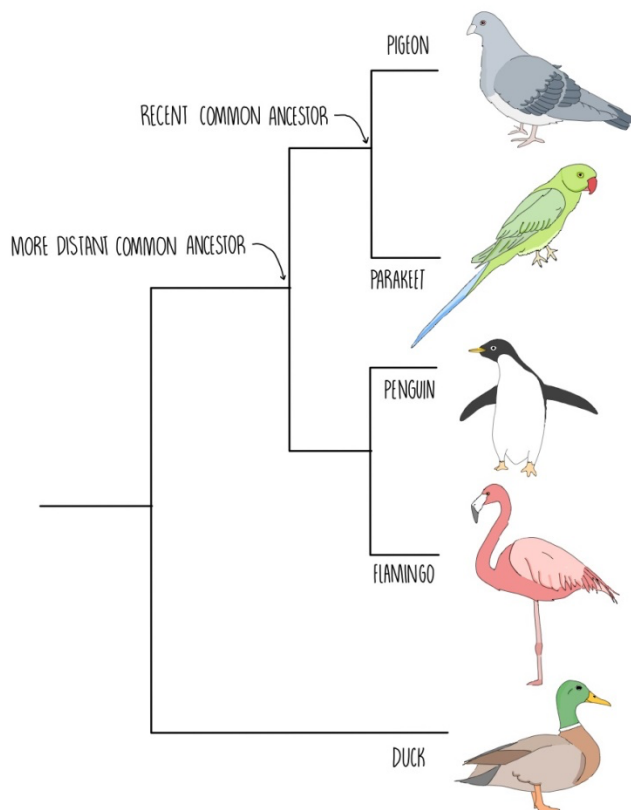 PIGEON
RECENT COMMON ANCESTOR
MORE DISTANT COMMON ANCESTOR
PARAKEET
PENGUIN
FLAMINGO
DUCK